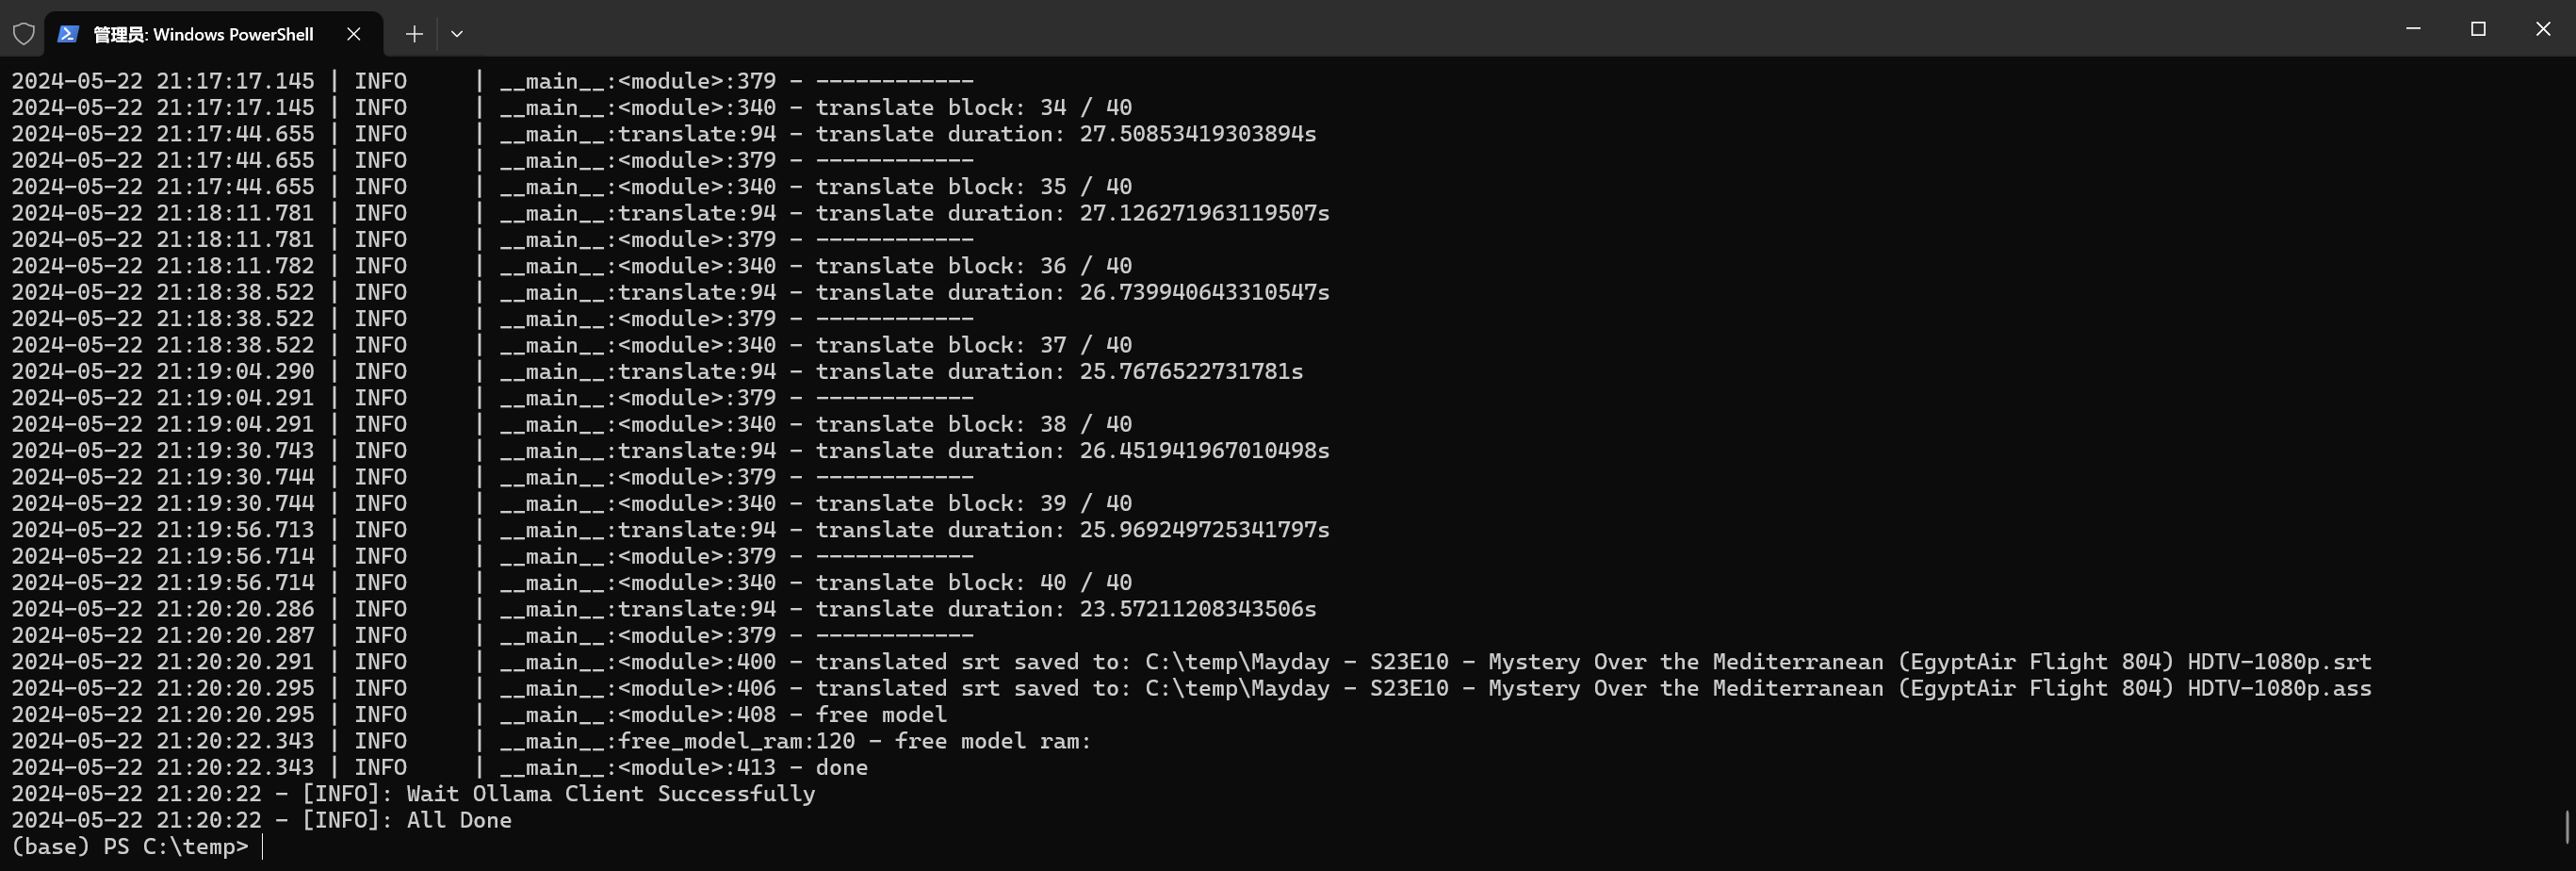 管理员: Windows PowerShell
2024-05-22 21:17:17.145 | INFO     | __main__:<module>:379 - ------------
2024-05-22 21:17:17.145 | INFO     | __main__:<module>:340 - translate block: 34 / 40
2024-05-22 21:17:44.655 | INFO     | __main__:translate:94 - translate duration: 27.50853419303894s
2024-05-22 21:17:44.655 | INFO     | __main__:<module>:379 - ------------
2024-05-22 21:17:44.655 | INFO     | __main__:<module>:340 - translate block: 35 / 40
2024-05-22 21:18:11.781 | INFO     | __main__:translate:94 - translate duration: 27.126271963119507s
2024-05-22 21:18:11.781 | INFO     | __main__:<module>:379 - ------------
2024-05-22 21:18:11.782 | INFO     | __main__:<module>:340 - translate block: 36 / 40
2024-05-22 21:18:38.522 | INFO     | __main__:translate:94 - translate duration: 26.739940643310547s
2024-05-22 21:18:38.522 | INFO     | __main__:<module>:379 - ------------
2024-05-22 21:18:38.522 | INFO     | __main__:<module>:340 - translate block: 37 / 40
2024-05-22 21:19:04.290 | INFO     | __main__:translate:94 - translate duration: 25.7676522731781s
2024-05-22 21:19:04.291 | INFO     | __main__:<module>:379 - ------------
2024-05-22 21:19:04.291 | INFO     | __main__:<module>:340 - translate block: 38 / 40
2024-05-22 21:19:30.743 | INFO     | __main__:translate:94 - translate duration: 26.451941967010498s
2024-05-22 21:19:30.744 | INFO     | __main__:<module>:379 - ------------
2024-05-22 21:19:30.744 | INFO     | __main__:<module>:340 - translate block: 39 / 40
2024-05-22 21:19:56.713 | INFO     | __main__:translate:94 - translate duration: 25.969249725341797s
2024-05-22 21:19:56.714 | INFO     | __main__:<module>:379 - ------------
2024-05-22 21:19:56.714 | INFO     | __main__:<module>:340 - translate block: 40 / 40
2024-05-22 21:20:20.286 | INFO     | __main__:translate:94 - translate duration: 23.57211208343506s
2024-05-22 21:20:20.287 | INFO     | __main__:<module>:379 - ------------
2024-05-22 21:20:20.291 | INFO     | __main__:<module>:400 - translated srt saved to: C:\temp\Mayday - S23E10 - Mystery Over the Mediterranean (EgyptAir Flight 804) HDTV-1080p.srt
2024-05-22 21:20:20.295 | INFO     | __main__:<module>:406 - translated srt saved to: C:\temp\Mayday - S23E10 - Mystery Over the Mediterranean (EgyptAir Flight 804) HDTV-1080p.ass
2024-05-22 21:20:20.295 | INFO     | __main__:<module>:408 - free model
2024-05-22 21:20:22.343 | INFO     | __main__:free_model_ram:120 - free model ram:
2024-05-22 21:20:22.343 | INFO     | __main__:<module>:413 - done
2024-05-22 21:20:22 - [INFO]: Wait Ollama Client Successfully
2024-05-22 21:20:22 - [INFO]: All Done
(base) PS C:\temp>